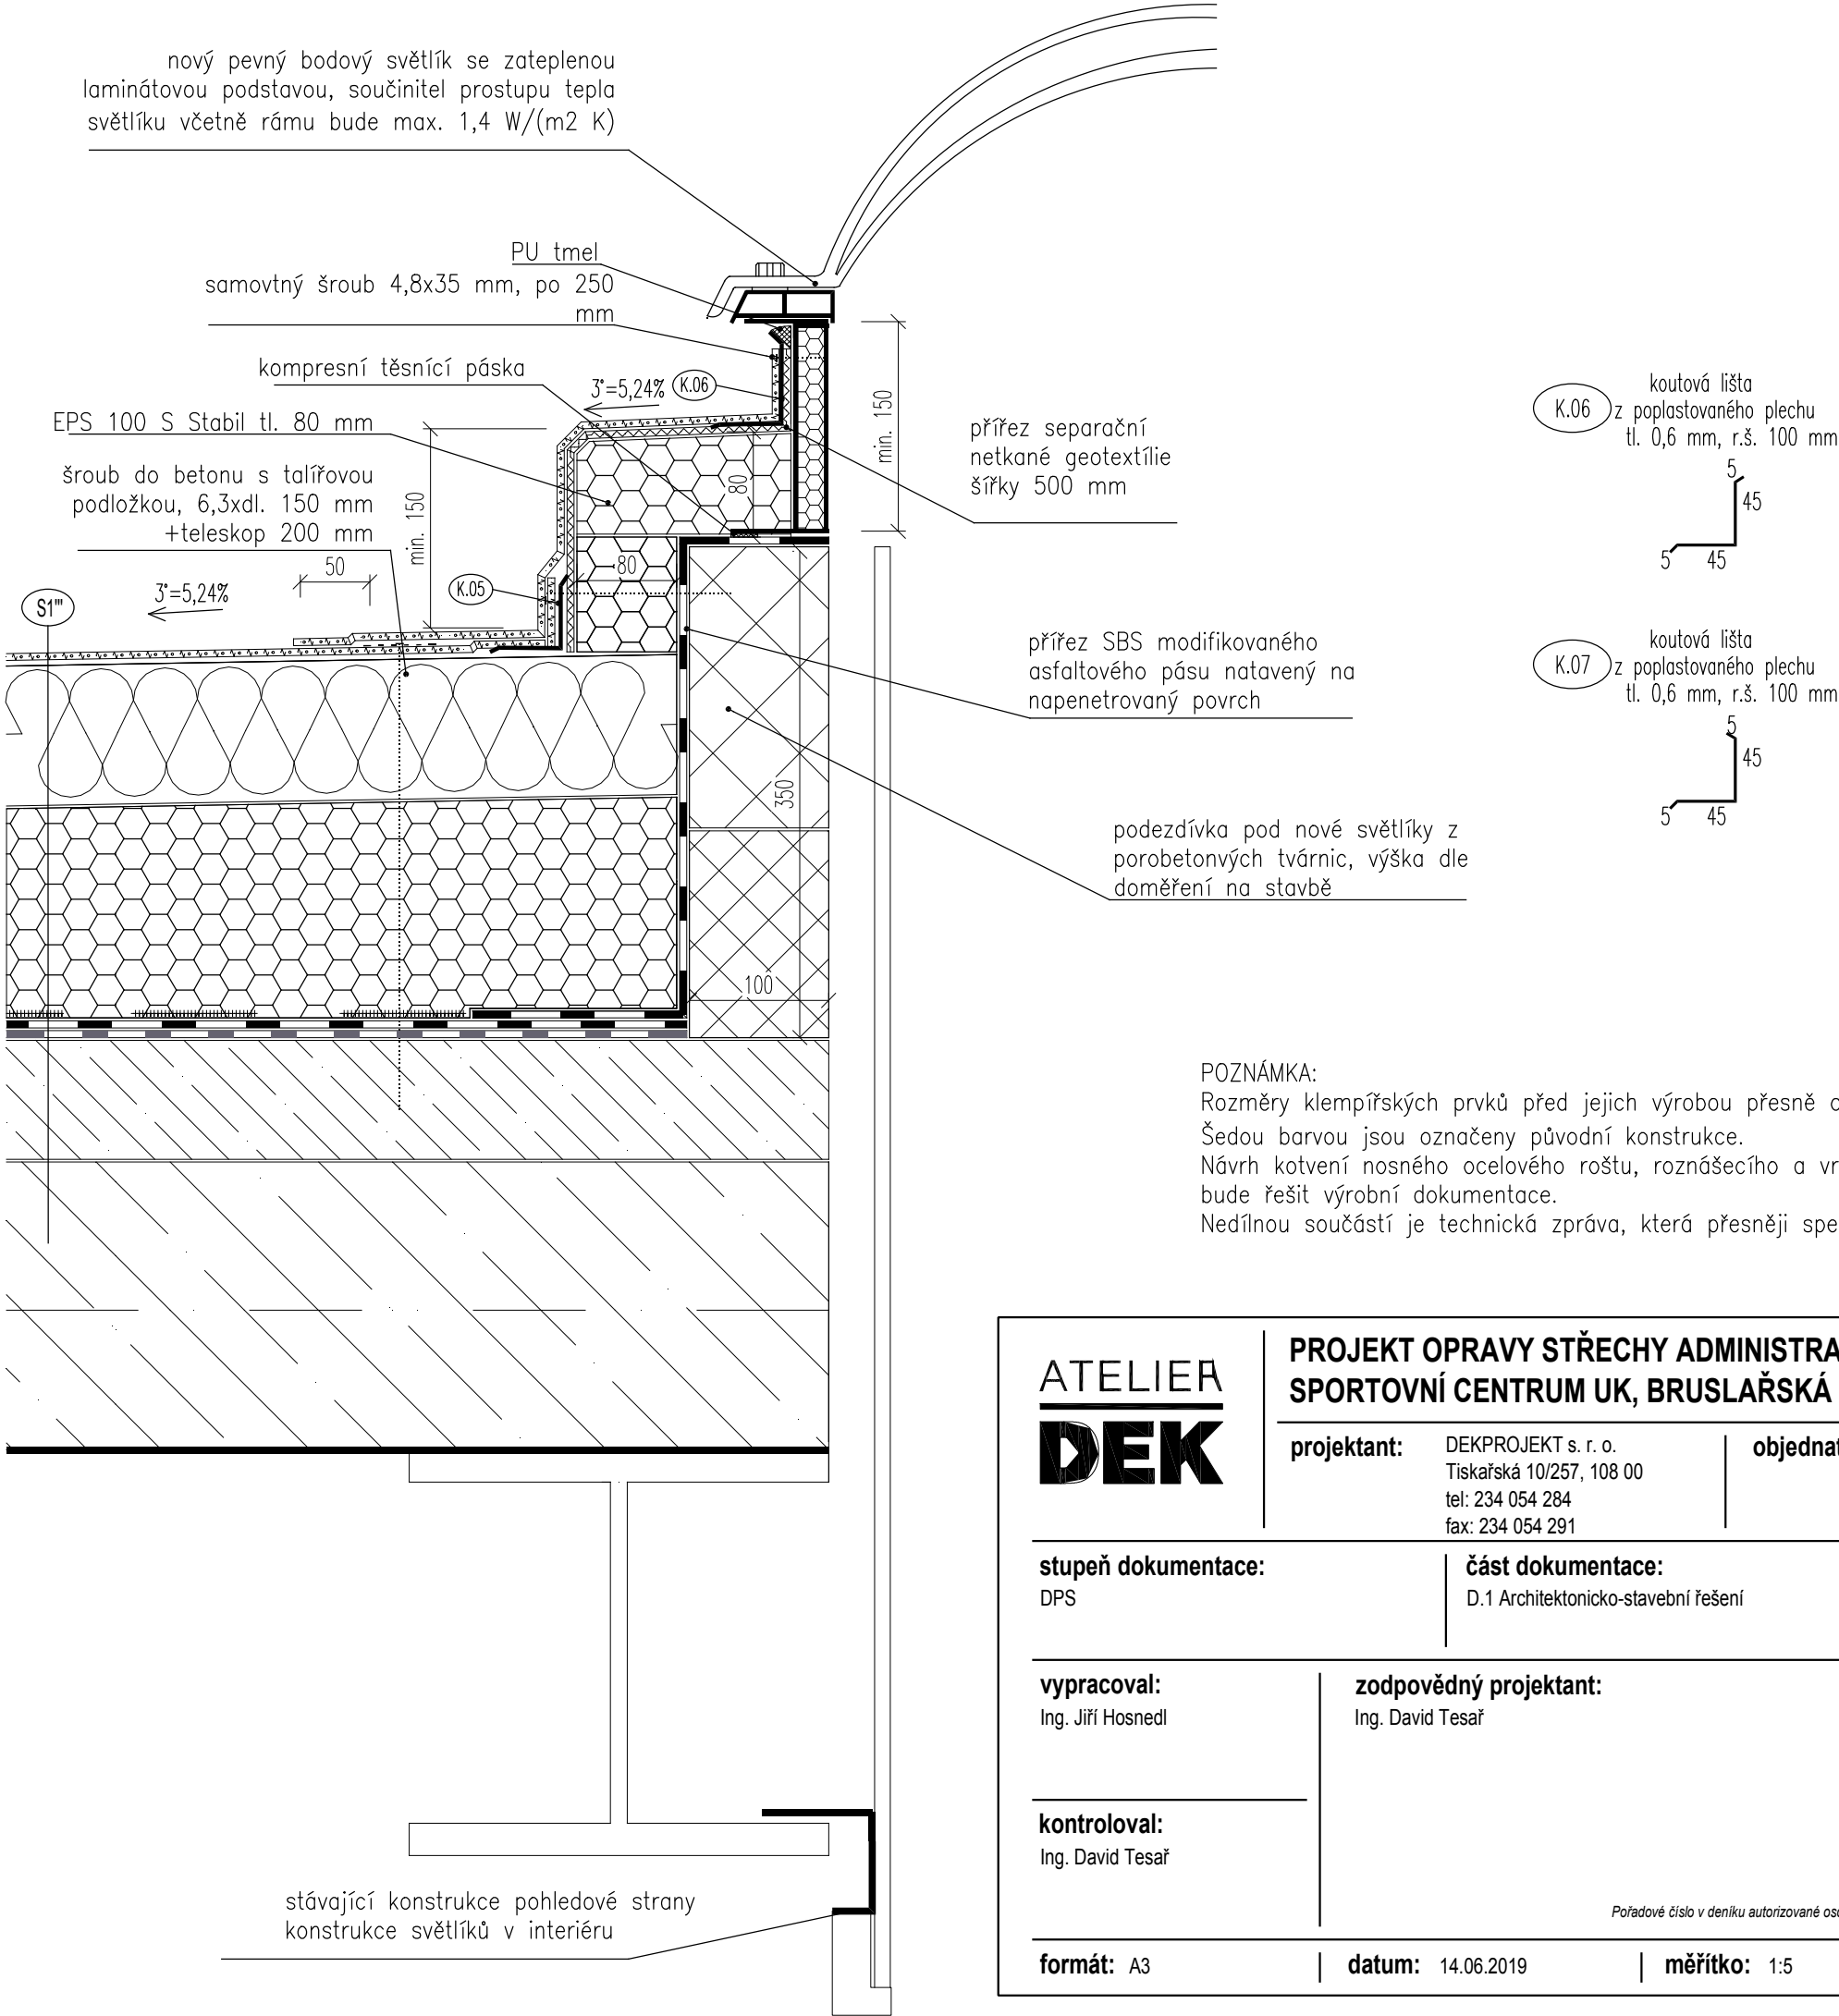 nový pevný bodový světlík se zateplenou
laminátovou podstavou, součinitel prostupu tepla
světlíku včetně rámu bude max. 1,4 W/(m2 K)
PU tmel
samovtný šroub 4,8x35 mm, po 250
mm
kompresní těsnící páska
3°=5,24%
K.06
EPS 100 S Stabil tl. 80 mm
šroub do betonu s talířovou
podložkou, 6,3xdl. 150 mm
+teleskop 200 mm
min. 150
50
K.05
80
80
min. 150
S1'''
3°=5,24%
přířez separační
netkané geotextílie
šířky 500 mm
přířez SBS modifikovaného
asfaltového pásu natavený na
napenetrovaný povrch
350
podezdívka pod nové světlíky z
porobetonvých tvárnic, výška dle
doměření na stavbě
100
K.06
koutová lišta
z poplastovaného plechu
tl. 0,6 mm, r.š. 100 mm
5
45
5
45
K.07
koutová lišta
z poplastovaného plechu
tl. 0,6 mm, r.š. 100 mm
5
45
5
45
POZNÁMKA:
Rozměry klempířských prvků před jejich výrobou přesně
Šedou barvou jsou označeny původní konstrukce.
Návrh kotvení nosného ocelového roštu, roznášecího a
bude řešit výrobní dokumentace.
Nedílnou součástí je technická zpráva, která přesněji
stávající konstrukce pohledové strany
konstrukce světlíků v interiéru
ATELIER
DEK
PROJEKT OPRAVY STŘECHY ADMINISTRA
SPORTOVNÍ CENTRUM UK, BRUSLAŘSKÁ
projektant:
DEKPROJEKT s. r. o.
Tiskařská 10/257, 108 00
tel: 234 054 284
fax: 234 054 291
objednat
stupeň dokumentace:
DPS
část dokumentace:
D.1 Architektonicko-stavební řešení
vypracoval:
Ing. Jiří Hosnedl
zodpovědný projektant:
Ing. David Tesař
kontroloval:
Ing. David Tesař
Pořadové číslo v deníku autorizované
formát: A3
datum: 14.06.2019
měřítko: 1:5